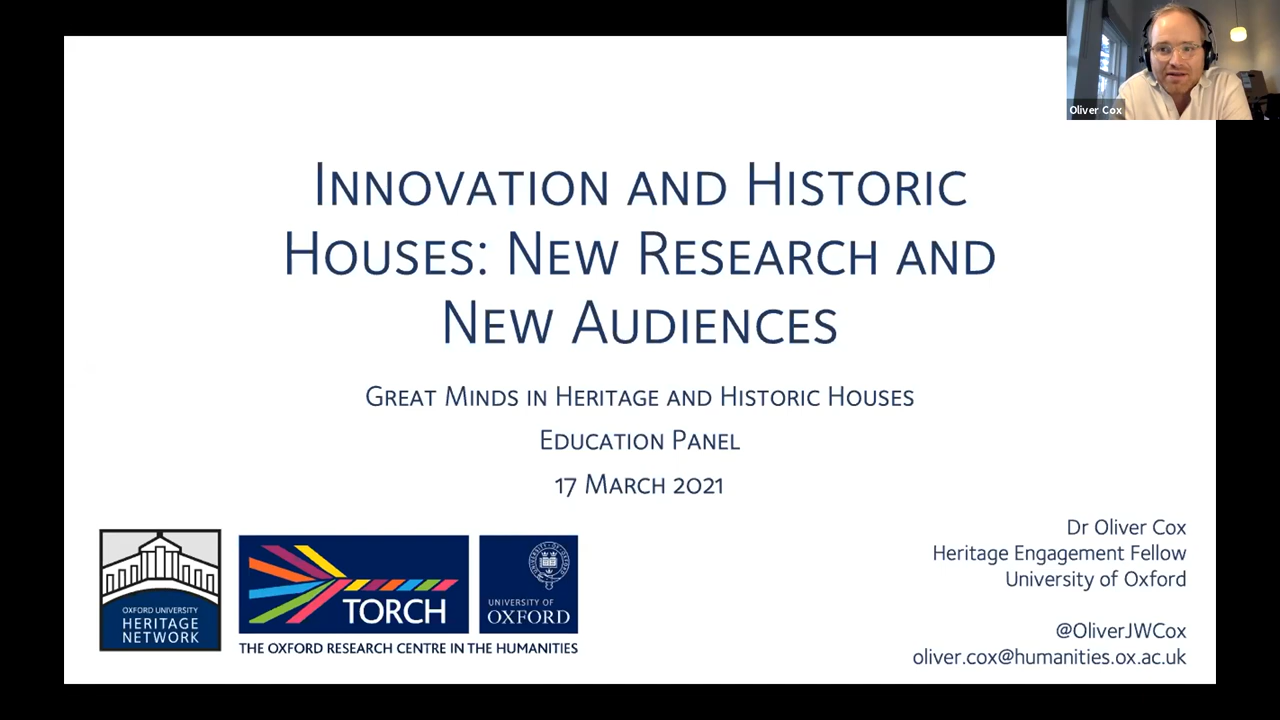 Oliver Cox
Innovation and Historic
Houses: New Research and
New Audiences
Great Minds in Heritage and Historic Houses
Education Panel
17 March 2021
OXFORD UNIVERSITY
HERITAGE
NETWORK
TORCH
UNIVERSITY OF
OXFORD
THE OXFORD RESEARCH CENTRE IN THE HUMANITIES
Dr Oliver Cox
Heritage Engagement Fellow
University of Oxford
@OliverJWCox
oliver.cox@humanities.ox.ac.uk